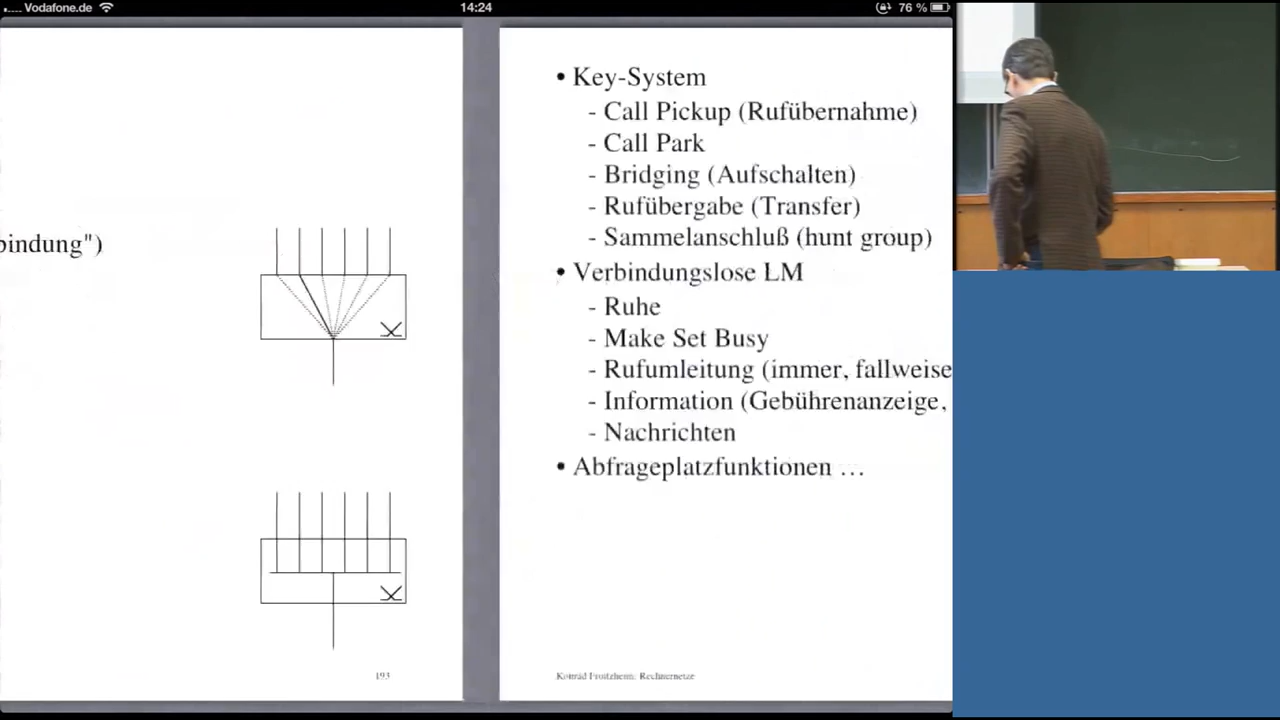 Vodafone.de
14:24
76 %
bindung")
193
• Key-System
- Call Pickup (Rufübernahme)
- Call Park
- Bridging (Aufschalten)
- Rufübergabe (Transfer)
- Sammelanschluß (hunt group)
• Verbindungslose LM
- Ruhe
- Make Set Busy
- Rufumleitung (immer, fallweise
- Information (Gebührenanzeige,
- Nachrichten
• Abfrageplatzfunktionen …
Konrad Froitzheim: Rechnernetze